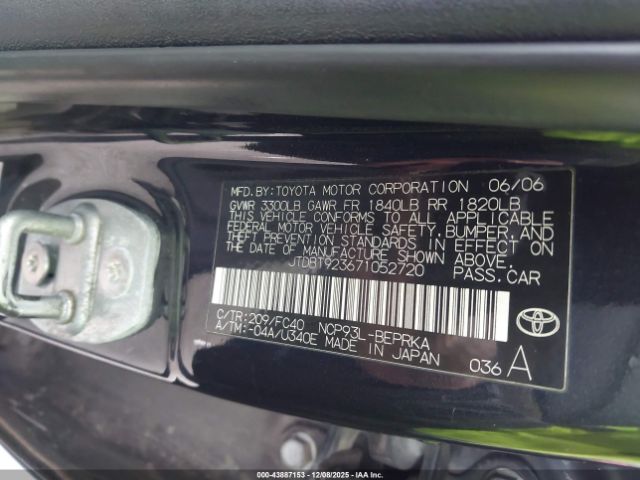 MFD.BY:TOYOTA MOTOR CORPORATION 06/06
GVWR 3300LB GAWR FR 1840LB RR 1820LB
THIS VEHICLE CONFORMS TO ALL APPLICABLE
FEDERAL MOTOR VEHICLE SAFETY,BUMPER,AND
THEFT PREVENTION STANDARDS IN EFFECT ON
THE DATE OF MANUFACTURE SHOWN ABOVE.
JTDBT923671052720 PASS.CAR
C/TR:209/FC40 NCP93L-BEPRKA
A/TM:-04A/U340E MADE IN JAPAN
036 A
TOYOTA
000-43887153 - 12/08/2025 - IAAI.COM